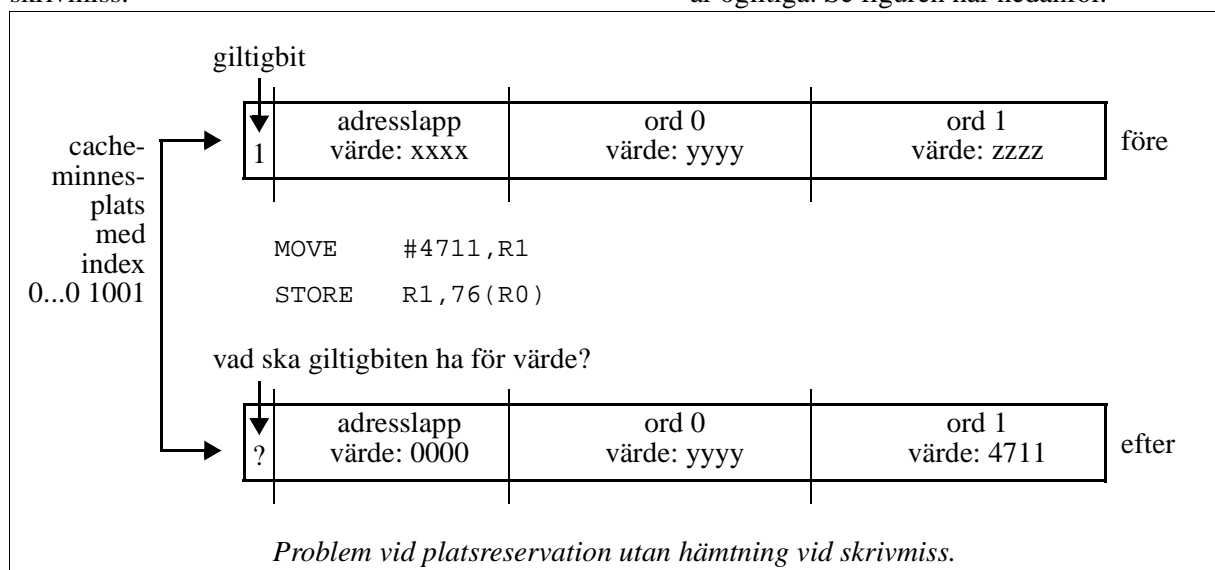 skrivmiss.
är ogiltiga. Se figuren här nedanför.
giltigbit
cache-
minnes-
plats
med
index
0...0 1001
1
adresslapp
värde: xxxx
ord 0
värde: yyyy
ord 1
värde: zzzz
före
MOVE #4711,R1
STORE R1,76(R0)
vad ska giltigbiten ha för värde?
?
adresslapp
värde: 0000
ord 0
värde: yyyy
ord 1
värde: 4711
efter
Problem vid platsreservation utan hämtning vid skrivmiss.